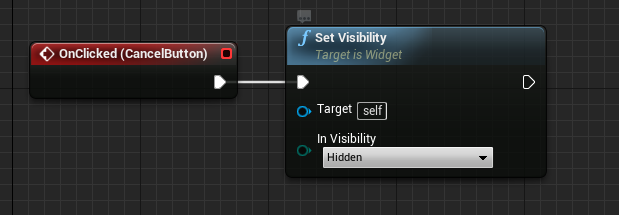 OnClicked (CancelButton)
Set Visibility
Target is Widget
Target self
In Visibility
Hidden